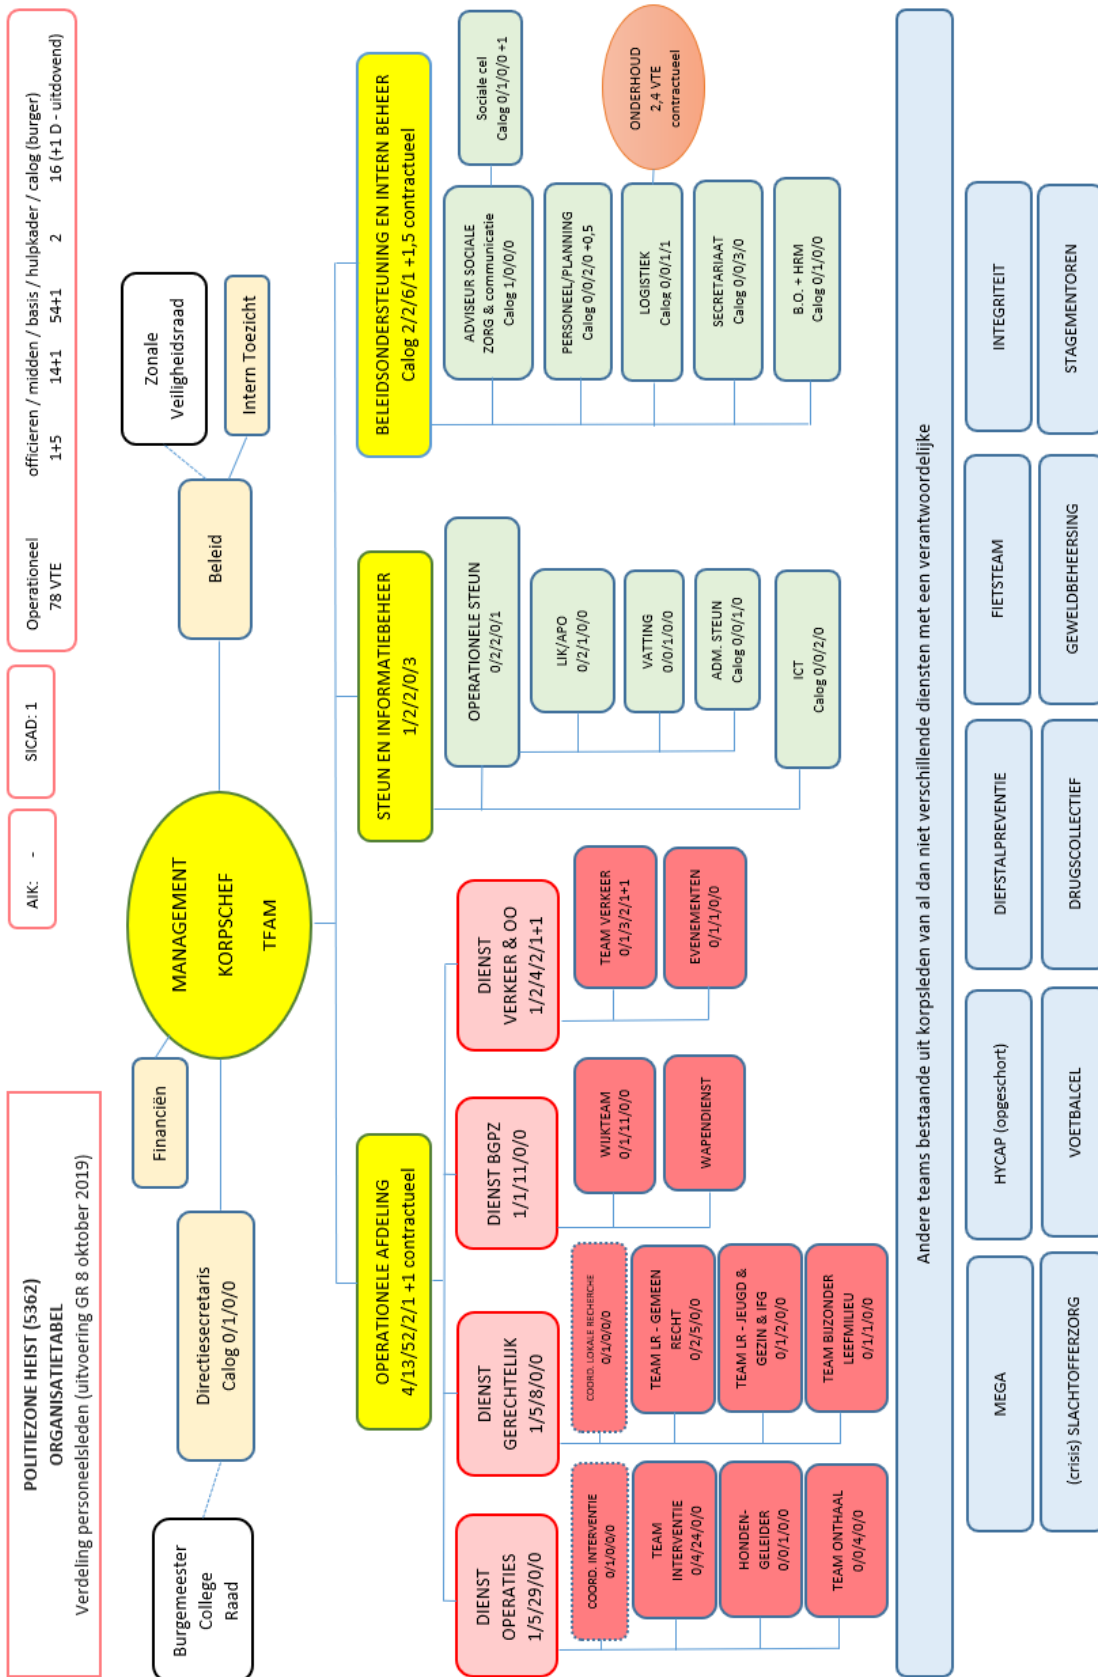 POLITIEZONE HEIST (5362)
ORGANISATIETABEL
Verdeling personeelsleden (uitvoering GR 8 oktober 2019)
AIK: -
SICAD: 1
Operationeel officieren / midden / basis / hulpkader / calog (burger)
78 VTE 1+5 14+1 54+1 2 16 (+1 D - uitdovend)
Burgemeester
College
Raad
Directiesecretaris
Calog 0/1/0/0
Financiën
MANAGEMENT
KORPSCHEF
TEAM
Beleid
Zonale
Veiligheidsraad
Intern Toezicht
OPERATIONELE AFDELING
4/13/52/2/1 +1 contractueel
STEUN EN INFORMATIEBEHEER
1/2/2/0/3
BELEIDSONDERSTEUNING EN INTERN BEHEER
Calog 2/2/6/1 +1,5 contractueel
DIENST
OPERATIES
1/5/29/0/0
COORD. INTERVENTIE
0/1/0/0/0
TEAM
INTERVENTIE
0/4/24/0/0
HONDEN-
GELEIDER
0/0/1/0/0
TEAM ONTHAAL
0/0/4/0/0
DIENST
GERECHTELIJK
1/5/8/0/0
COORD. LOKALE RECHERCHE
0/1/0/0/0
TEAM LR - GEMEEN
RECHT
0/2/5/0/0
TEAM LR - JEUGD &
GEZIN & IFG
0/1/2/0/0
TEAM BIJZONDER
LEEFMILIEU
0/1/1/0/0
DIENST BGPZ
1/1/11/0/0
WIJKTEAM
0/1/11/0/0
WAPENDIENST
DIENST
VERKEER & OO
1/2/4/2/1+1
TEAM VERKEER
0/1/3/2/1+1
EVENEMENTEN
0/1/1/0/0
OPERATIONELE STEUN
0/2/2/0/1
LIK/APO
0/2/1/0/0
VATTING
0/0/1/0/0
ADM. STEUN
Calog 0/0/1/0
ICT
Calog 0/0/2/0
ADVISEUR SOCIALE
ZORG & communicatie
Calog 1/0/0/0
Sociale cel
Calog 0/1/0/0 +1
PERSONEEL/PLANNING
Calog 0/0/2/0 +0,5
LOGISTIEK
Calog 0/0/1/1
ONDERHOUD
2,4 VTE
contractueel
SECRETARIAAT
Calog 0/0/3/0
B.O. + HRM
Calog 0/1/0/0
Andere teams bestaande uit korpsleden van al dan niet verschillende diensten met een verantwoordelijke
MEGA
HYCAP (opgeschort)
DIEFSTALPREVENTIE
FIETSTEAM
INTEGRITEIT
(crisis) SLACHTOFFERZORG
VOETBALCEL
DRUGSCOLLECTIEF
GEWELDBEHEERSING
STAGEMENTOREN